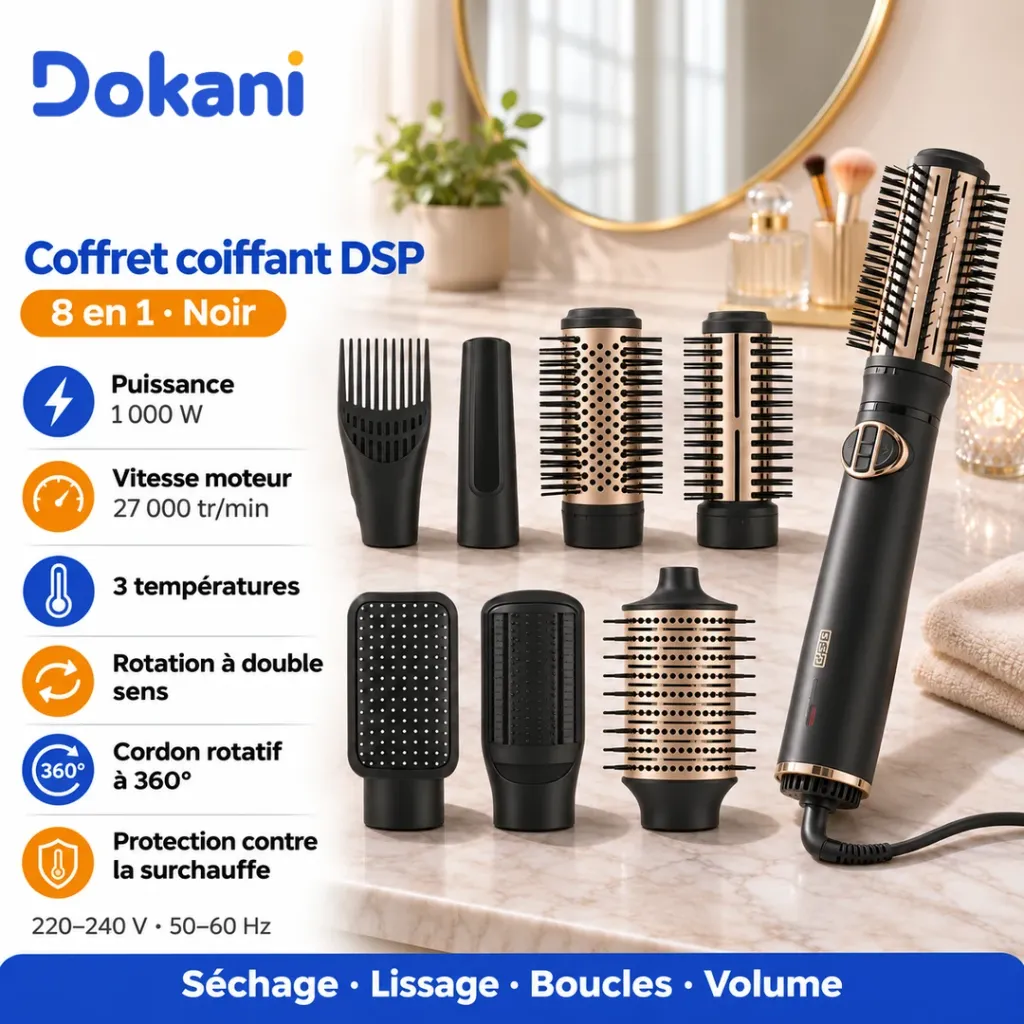 Dokani
Coffret coiffant DSP
8 en 1 · Noir
Puissance
1 000 W
Vitesse moteur
27 000 tr/min
3 températures
Rotation à double
sens
360°
Cordon rotatif
à 360°
Protection contre
la surchauffe
220–240 V · 50–60 Hz
Séchage · Lissage · Boucles · Volume